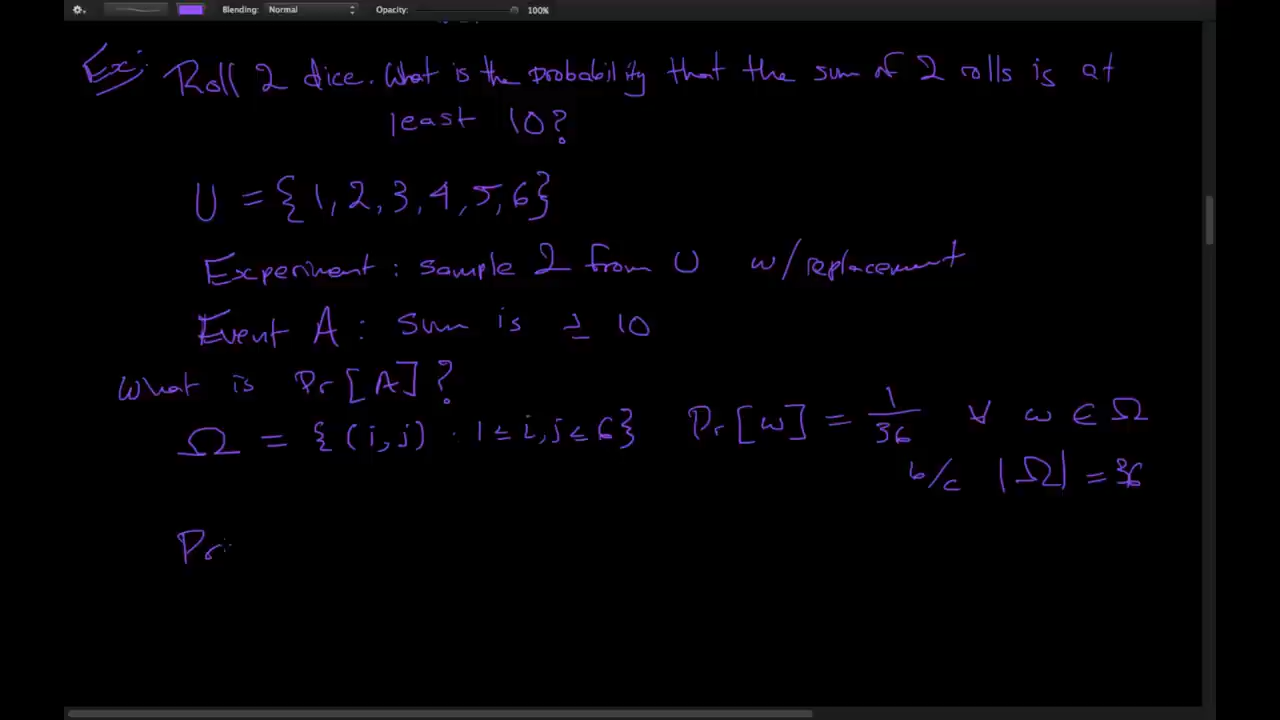 Blending: Normal Opacity: 100%
Ex: Roll 2 dice. What is the probability that the sum of 2 rolls is at
least 10?
U = {1, 2, 3, 4, 5, 6}
Experiment: sample 2 from U w/replacement
Event A: Sum is ≥ 10
What is Pr[A]?
Ω = {(i,j) · 1 ≤ i,j ≤ 6} Pr[ω] = 1/36 ∀ ω ∈ Ω
b/c |Ω| = 36
Pr